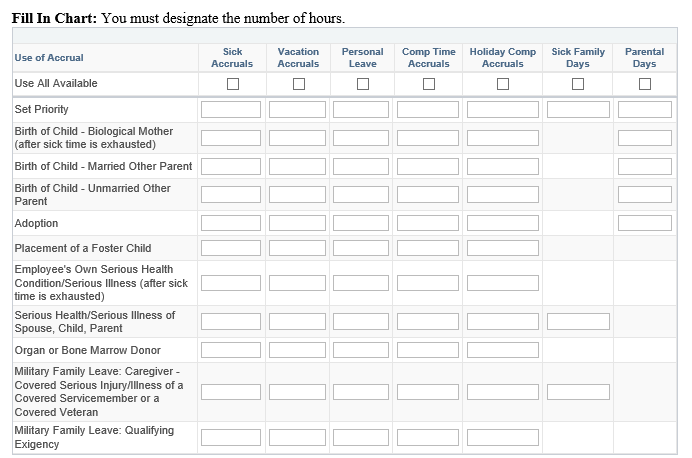 Fill In Chart: You must designate the number of hours.
Use of Accrual
Sick Accruals
Vacation Accruals
Personal Leave
Comp Time Accruals
Holiday Comp Accruals
Sick Family Days
Parental Days
Use All Available
Set Priority
Birth of Child - Biological Mother
(after sick time is exhausted)
Birth of Child - Married Other Parent
Birth of Child - Unmarried Other
Parent
Adoption
Placement of a Foster Child
Employee's Own Serious Health
Condition/Serious Illness (after sick
time is exhausted)
Serious Health/Serious Illness of
Spouse, Child, Parent
Organ or Bone Marrow Donor
Military Family Leave: Caregiver -
Covered Serious Injury/Illness of a
Covered Servicemember or a
Covered Veteran
Military Family Leave: Qualifying
Exigency